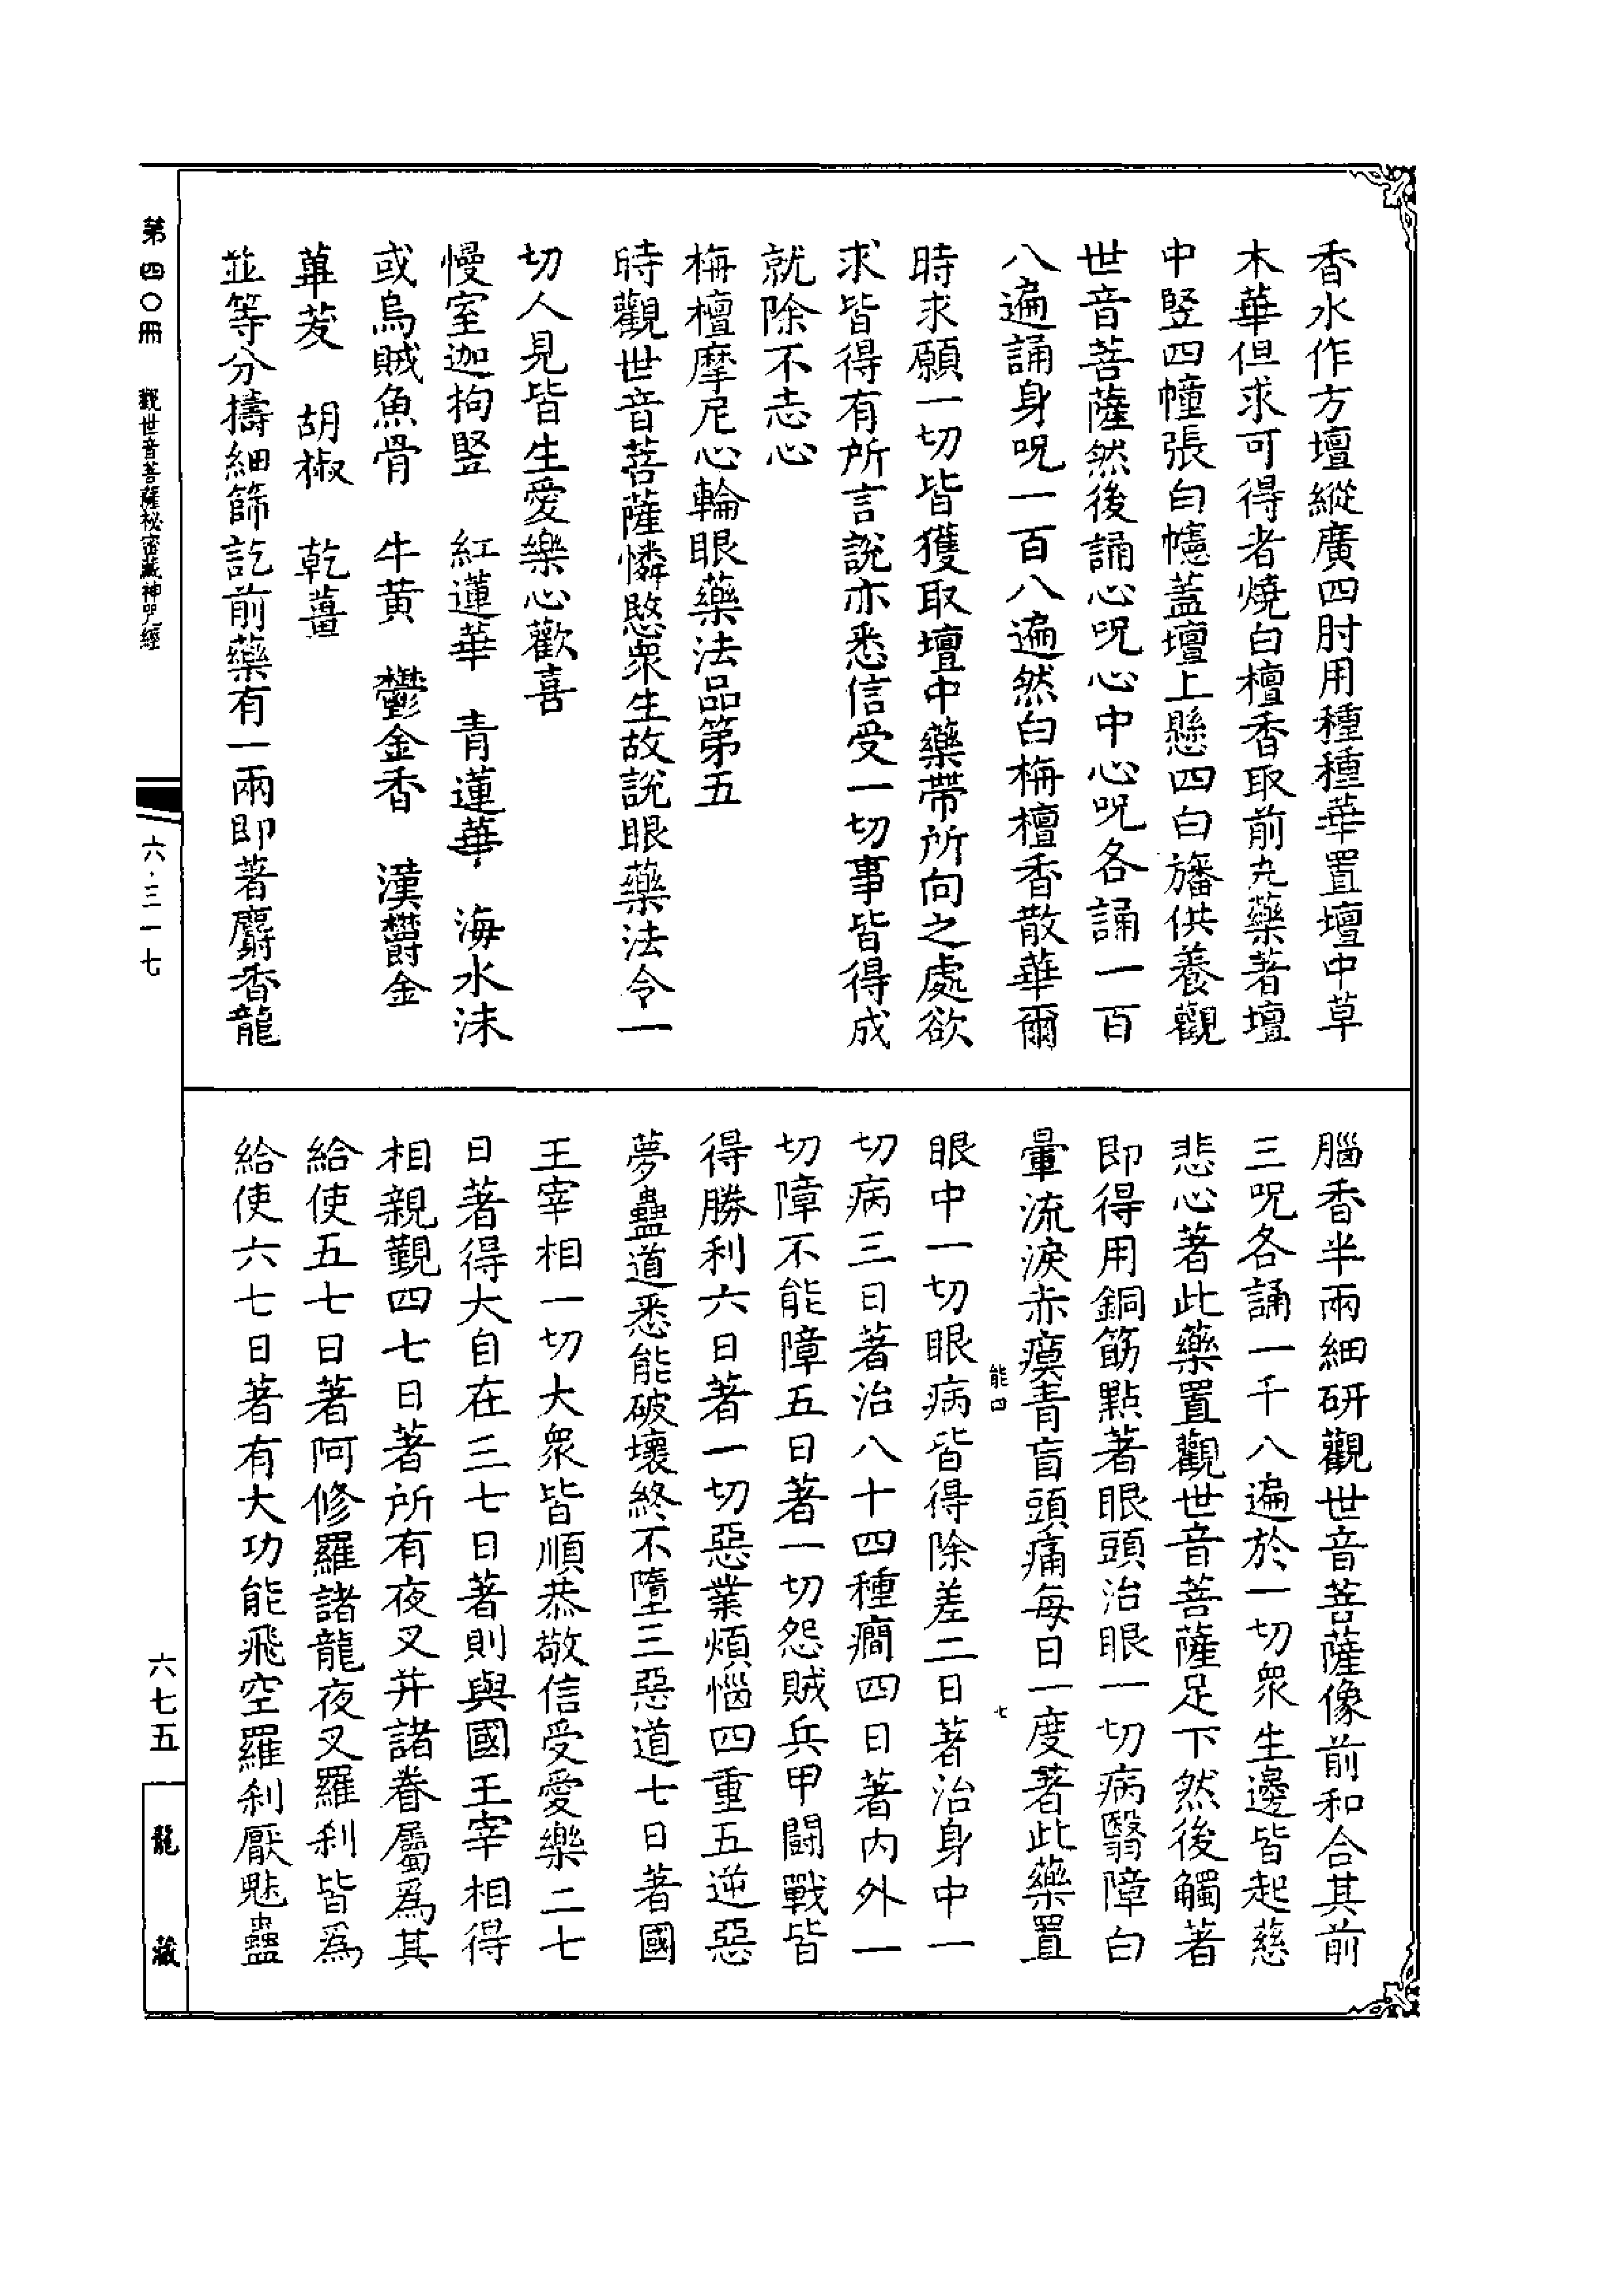 香水作方壇縱廣四肘用種種華置壇中草
木華但求可得者燒白檀香取前丸藥著壇
中竪四幢張白幰蓋壇上懸四白旛供養觀
世音菩薩然後誦心呪心中心呪各誦一百
八遍誦身呪一百八遍然白栴檀香散華爾
時求願一切皆獲取壇中藥帶所向之處欲
求皆得有所言說亦悉信受一切事皆得成
就除不志心
栴檀摩尼心輪眼藥法品第五
時觀世音菩薩憐愍衆生故說眼藥法令一
切人見皆生愛樂心歡喜
慢室迦拘竪 紅蓮華 青蓮華 海水沫
或烏賊魚骨 牛黃 鬱金香 漢欝金
蓽茇 胡椒 乾薑
並等分擣細篩訖前藥有一兩即著麝香龍
腦香半兩細研觀世音菩薩像前和合其前
三呪各誦一千八遍於一切衆生邊皆起慈
悲心著此藥置觀世音菩薩足下然後觸著
即得用銅筯點著眼頭治眼一切病翳障白
暈流淚赤瘼青盲頭痛每日一度著此藥置
能四
七
眼中一切眼病皆得除差二日著治身中一
切病三日著治八十四種癎四日著內外一
切障不能障五日著一切怨賊兵甲鬪戰皆
得勝利六日著一切惡業煩惱四重五逆惡
夢蠱道悉能破壞終不墮三惡道七日著國
王宰相一切大衆皆順恭敬信受愛樂二七
日著得大自在三七日著則與國王宰相得
相親觀四七日著所有夜叉幷諸眷屬爲其
給使五七日著阿修羅諸龍夜叉羅刹皆爲
給使六七日著有大功能飛空羅刹厭魅蠱
第四〇冊 觀世音菩薩祕密藏神咒經
六·三一七
六七五
龍藏